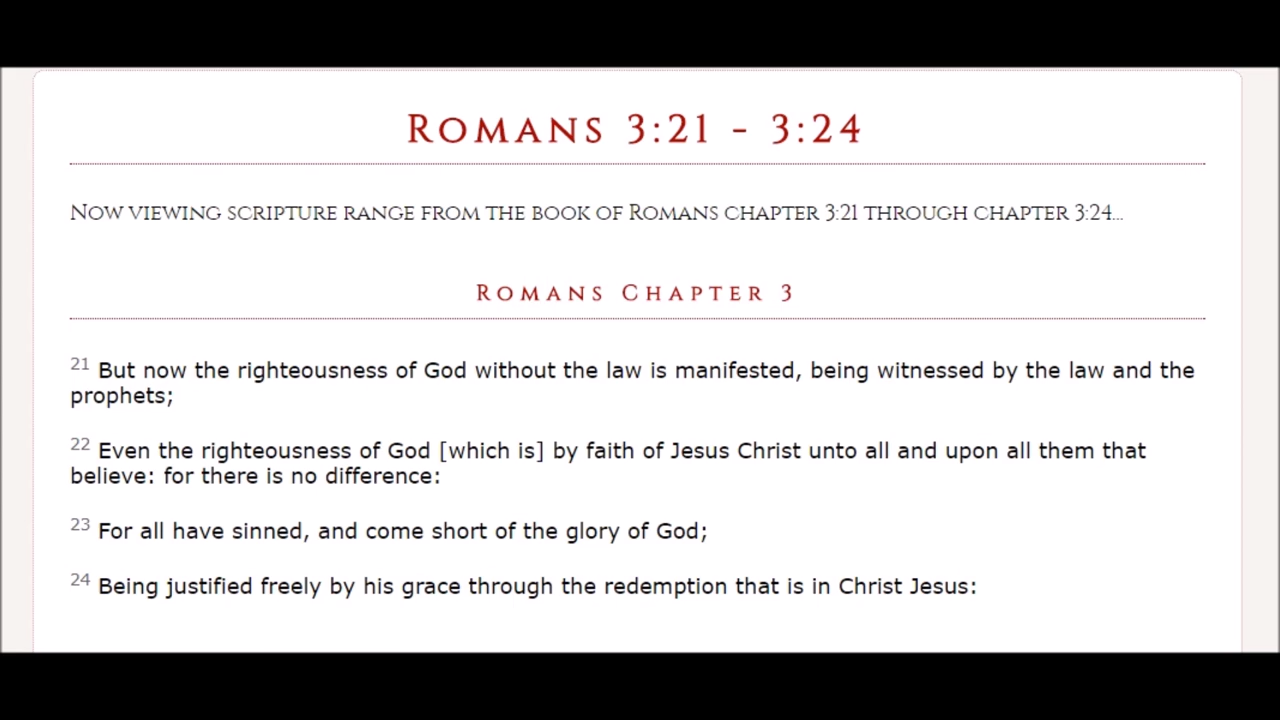 Romans 3:21 - 3:24
Now viewing scripture range from the book of Romans chapter 3:21 through chapter 3:24...
Romans Chapter 3
21 But now the righteousness of God without the law is manifested, being witnessed by the law and the
prophets;
22 Even the righteousness of God [which is] by faith of Jesus Christ unto all and upon all them that
believe: for there is no difference:
23 For all have sinned, and come short of the glory of God;
24 Being justified freely by his grace through the redemption that is in Christ Jesus: